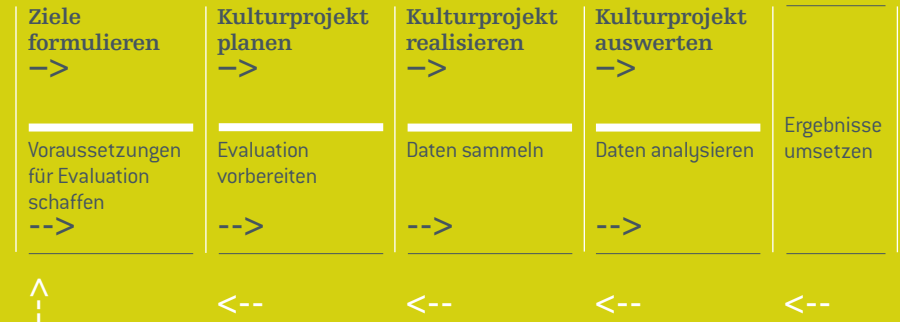 Ziele
formulieren
–>
Voraussetzungen
für Evaluation
schaffen
-->
Kulturprojekt
planen
–>
Evaluation
vorbereiten
-->
Kulturprojekt
realisieren
–>
Daten sammeln
-->
Kulturprojekt
auswerten
–>
Daten analysieren
-->
Ergebnisse
umsetzen
<--
<--
<--
<--